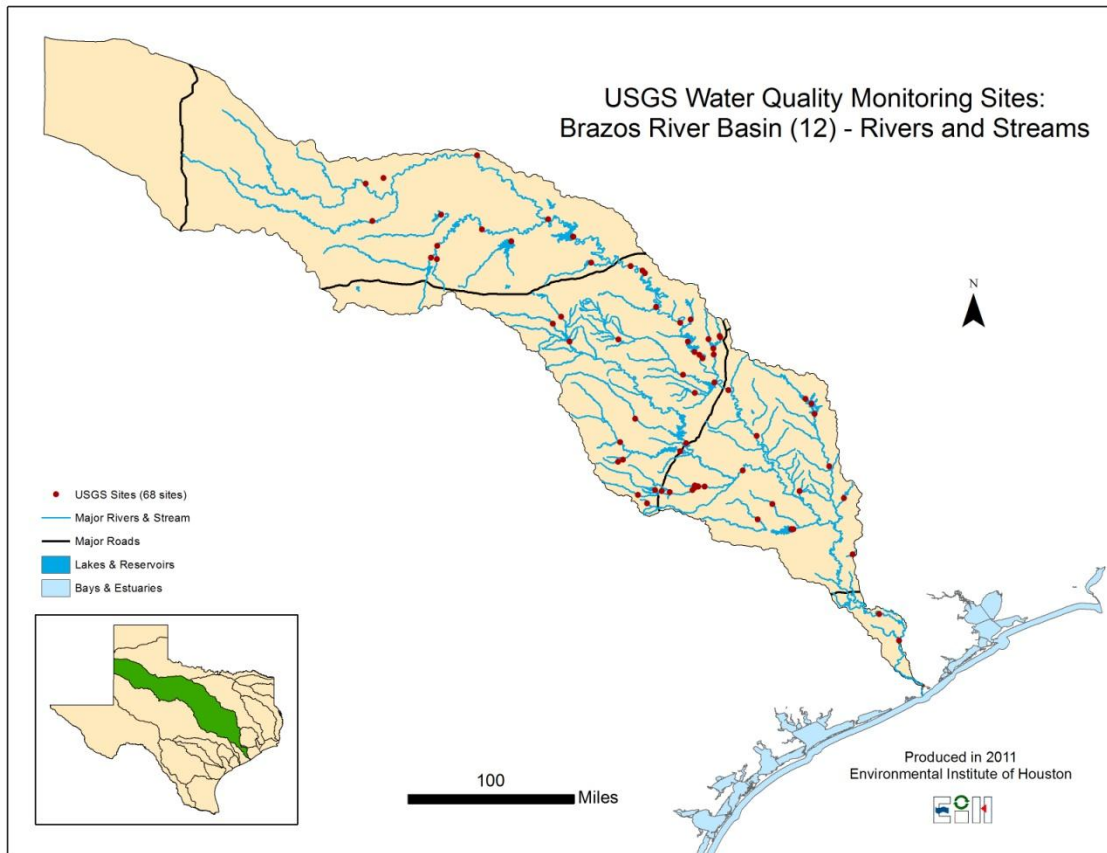 USGS Water Quality Monitoring Sites:
Brazos River Basin (12) - Rivers and Streams
N
USGS Sites (68 sites)
Major Rivers & Stream
Major Roads
Lakes & Reservoirs
Bays & Estuaries
100
Miles
Produced in 2011
Environmental Institute of Houston
EIH